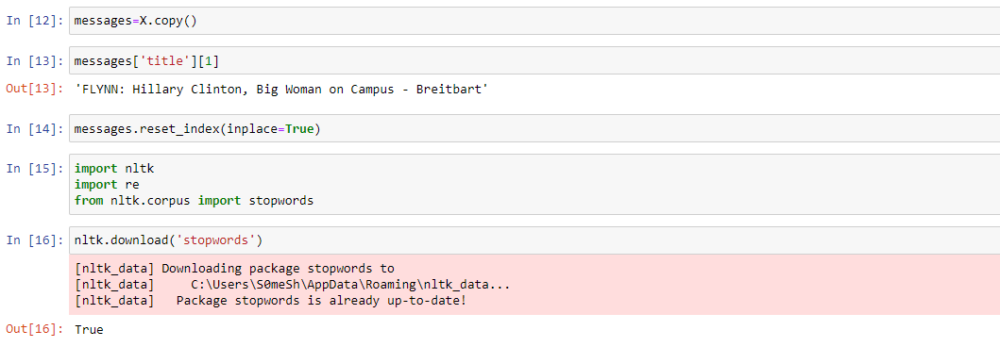 In [12]: messages=X.copy()
In [13]: messages['title'][1]
Out[13]: 'FLYNN: Hillary Clinton, Big Woman on Campus - Breitbart'
In [14]: messages.reset_index(inplace=True)
In [15]: import nltk
import re
from nltk.corpus import stopwords
In [16]: nltk.download('stopwords')
[nltk_data] Downloading package stopwords to
[nltk_data]     C:\Users\S0meSh\AppData\Roaming\nltk_data...
[nltk_data]   Package stopwords is already up-to-date!
Out[16]: True